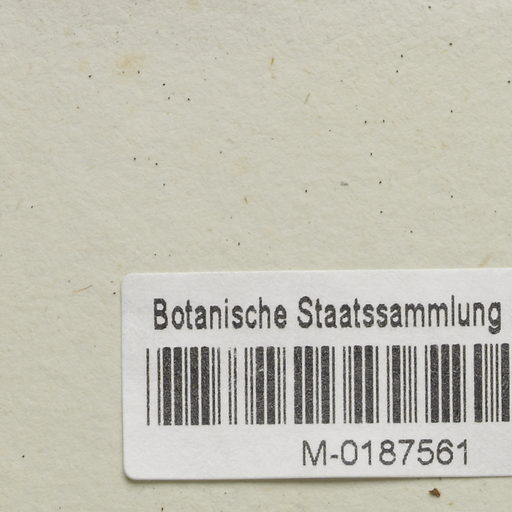 Botanische Staatssammlung
M-0187561